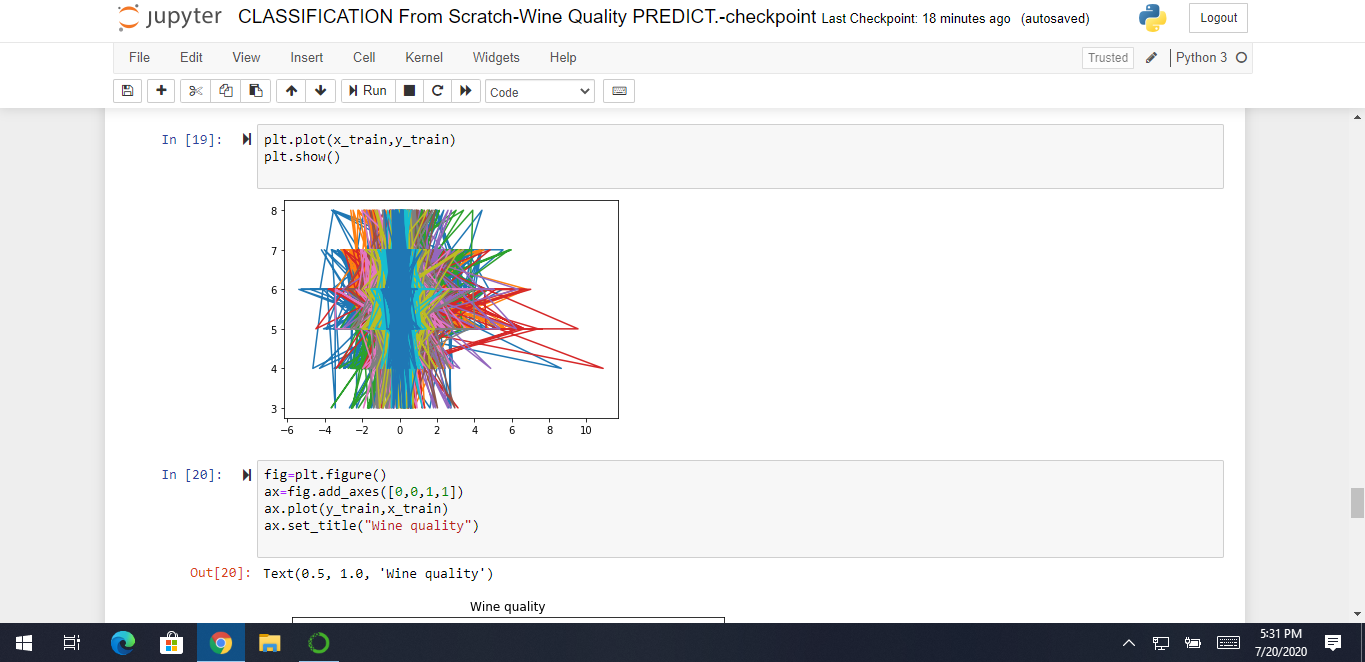 jupyter CLASSIFICATION From Scratch-Wine Quality PREDICT.-checkpoint Last Checkpoint: 18 minutes ago (autosaved) Logout
File Edit View Insert Cell Kernel Widgets Help Trusted Python 3
Run Code
In [19]: plt.plot(x_train,y_train)
plt.show()
8
7
6
5
4
3
−6 −4 −2 0 2 4 6 8 10
In [20]: fig=plt.figure()
ax=fig.add_axes([0,0,1,1])
ax.plot(y_train,x_train)
ax.set_title("Wine quality")
Out[20]: Text(0.5, 1.0, 'Wine quality')
Wine quality
5:31 PM
7/20/2020